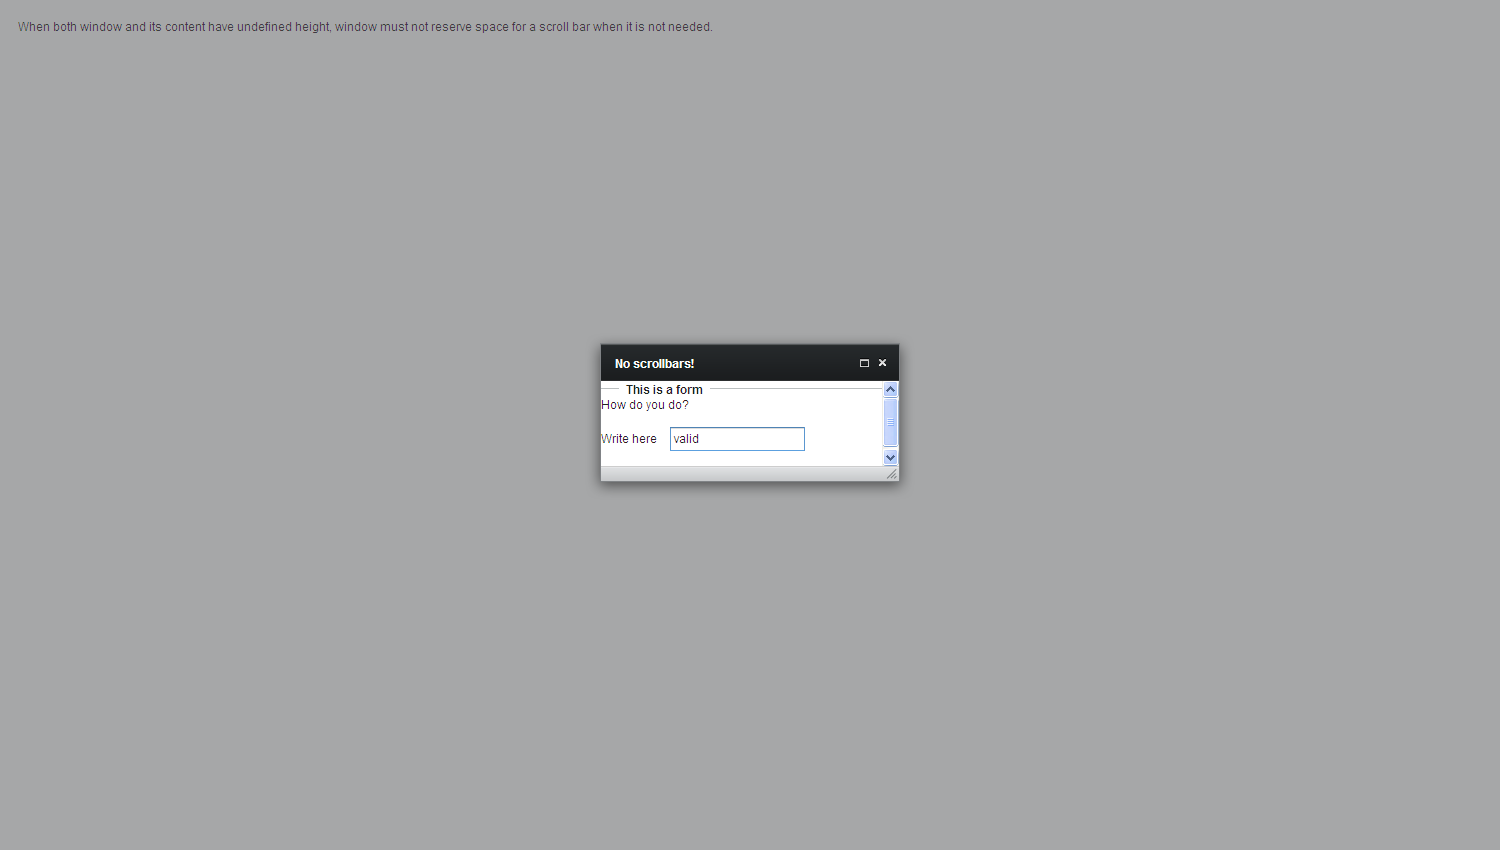 When both window and its content have undefined height, window must not reserve space for a scroll bar when it is not needed.
No scrollbars!
This is a form
How do you do?
Write here valid